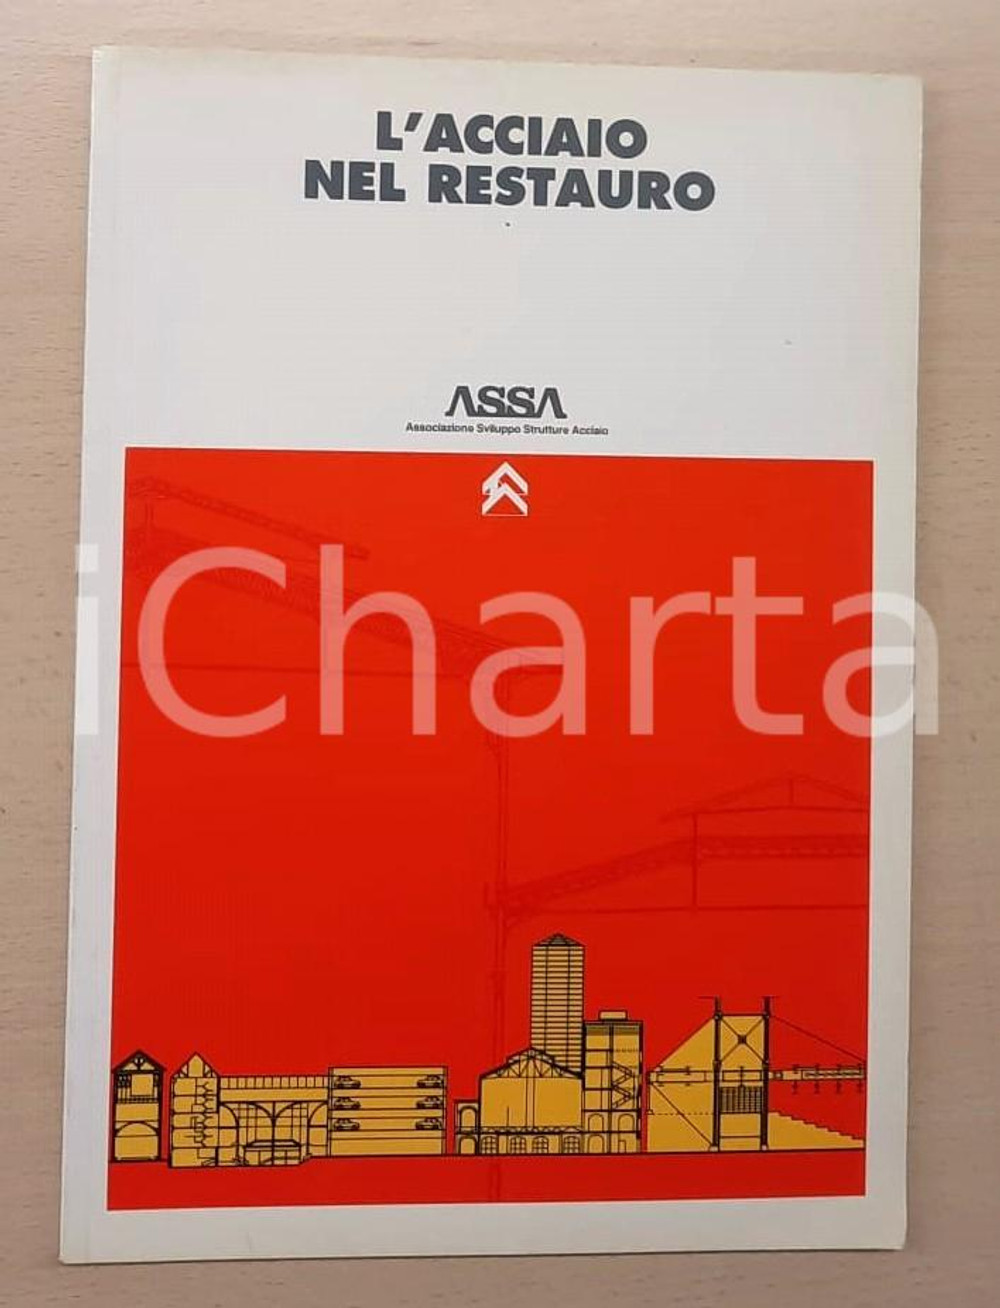 L'ACCIAIO
NEL RESTAURO
ASSA
Associazione Sviluppo Strutture Acciaio
iCharta